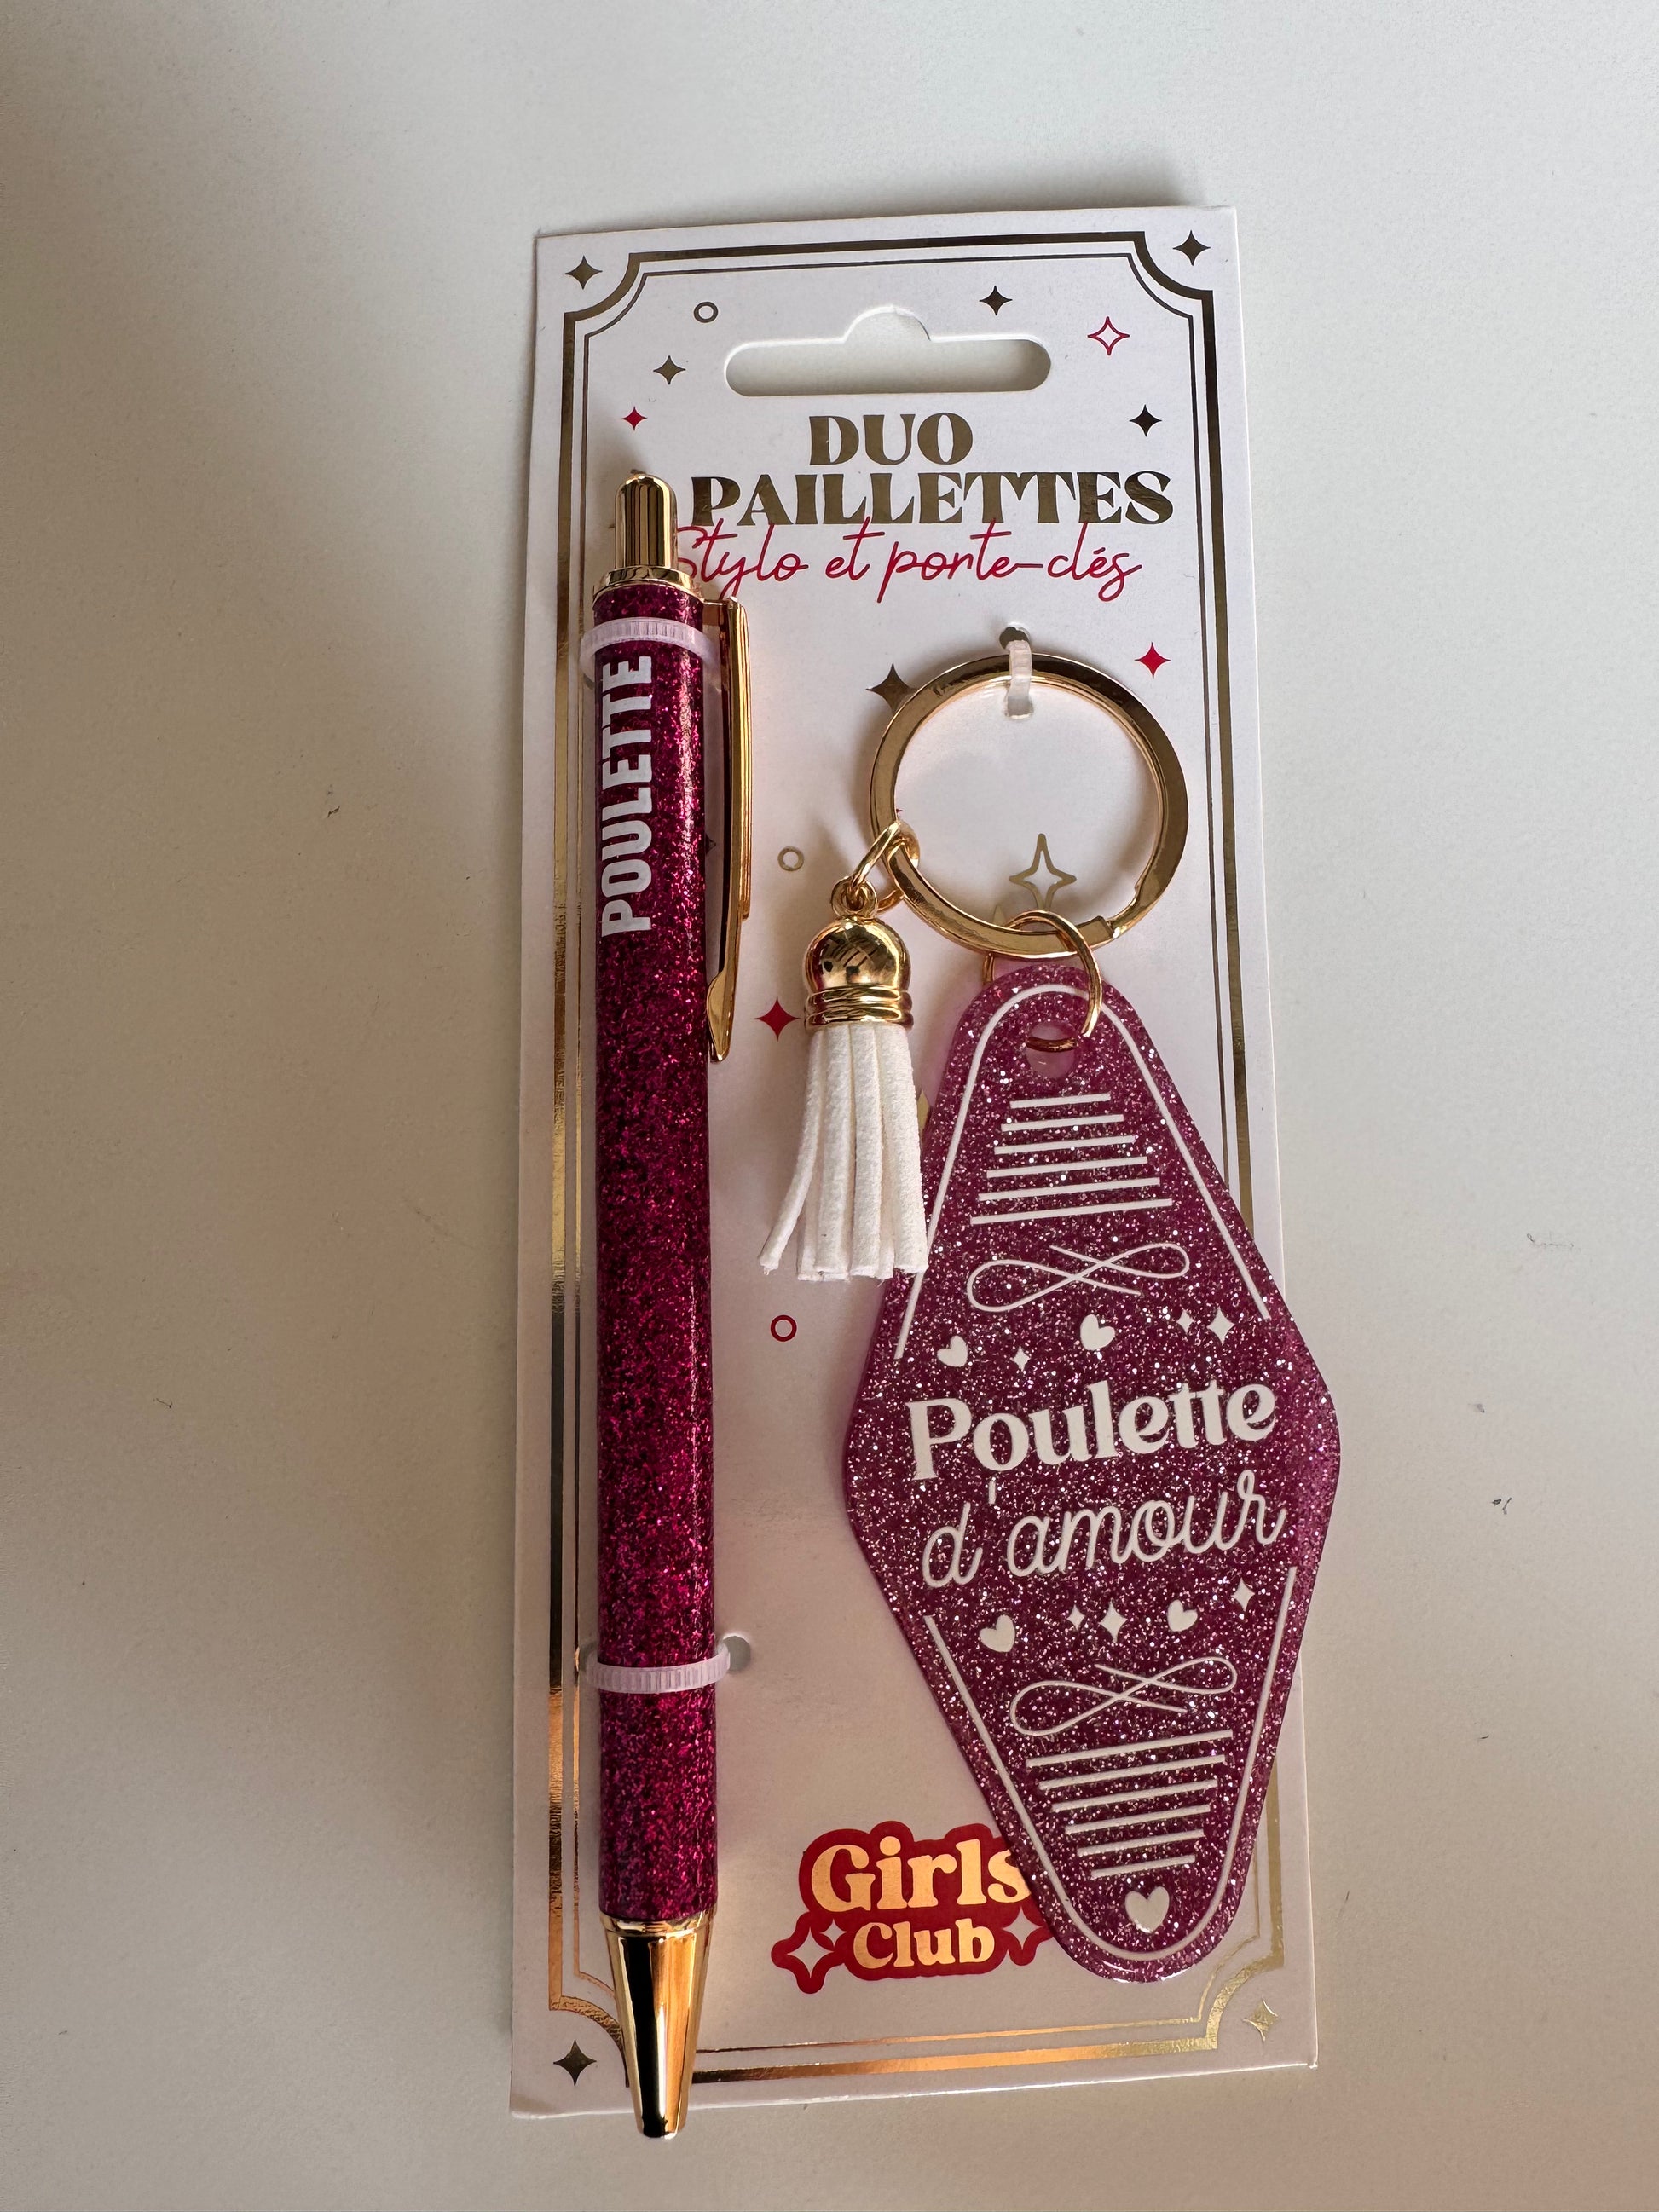 DUO
PAILLETTES
Stylo et porte-clés
POULETTE
Poulette
d'amour
Girls
Club